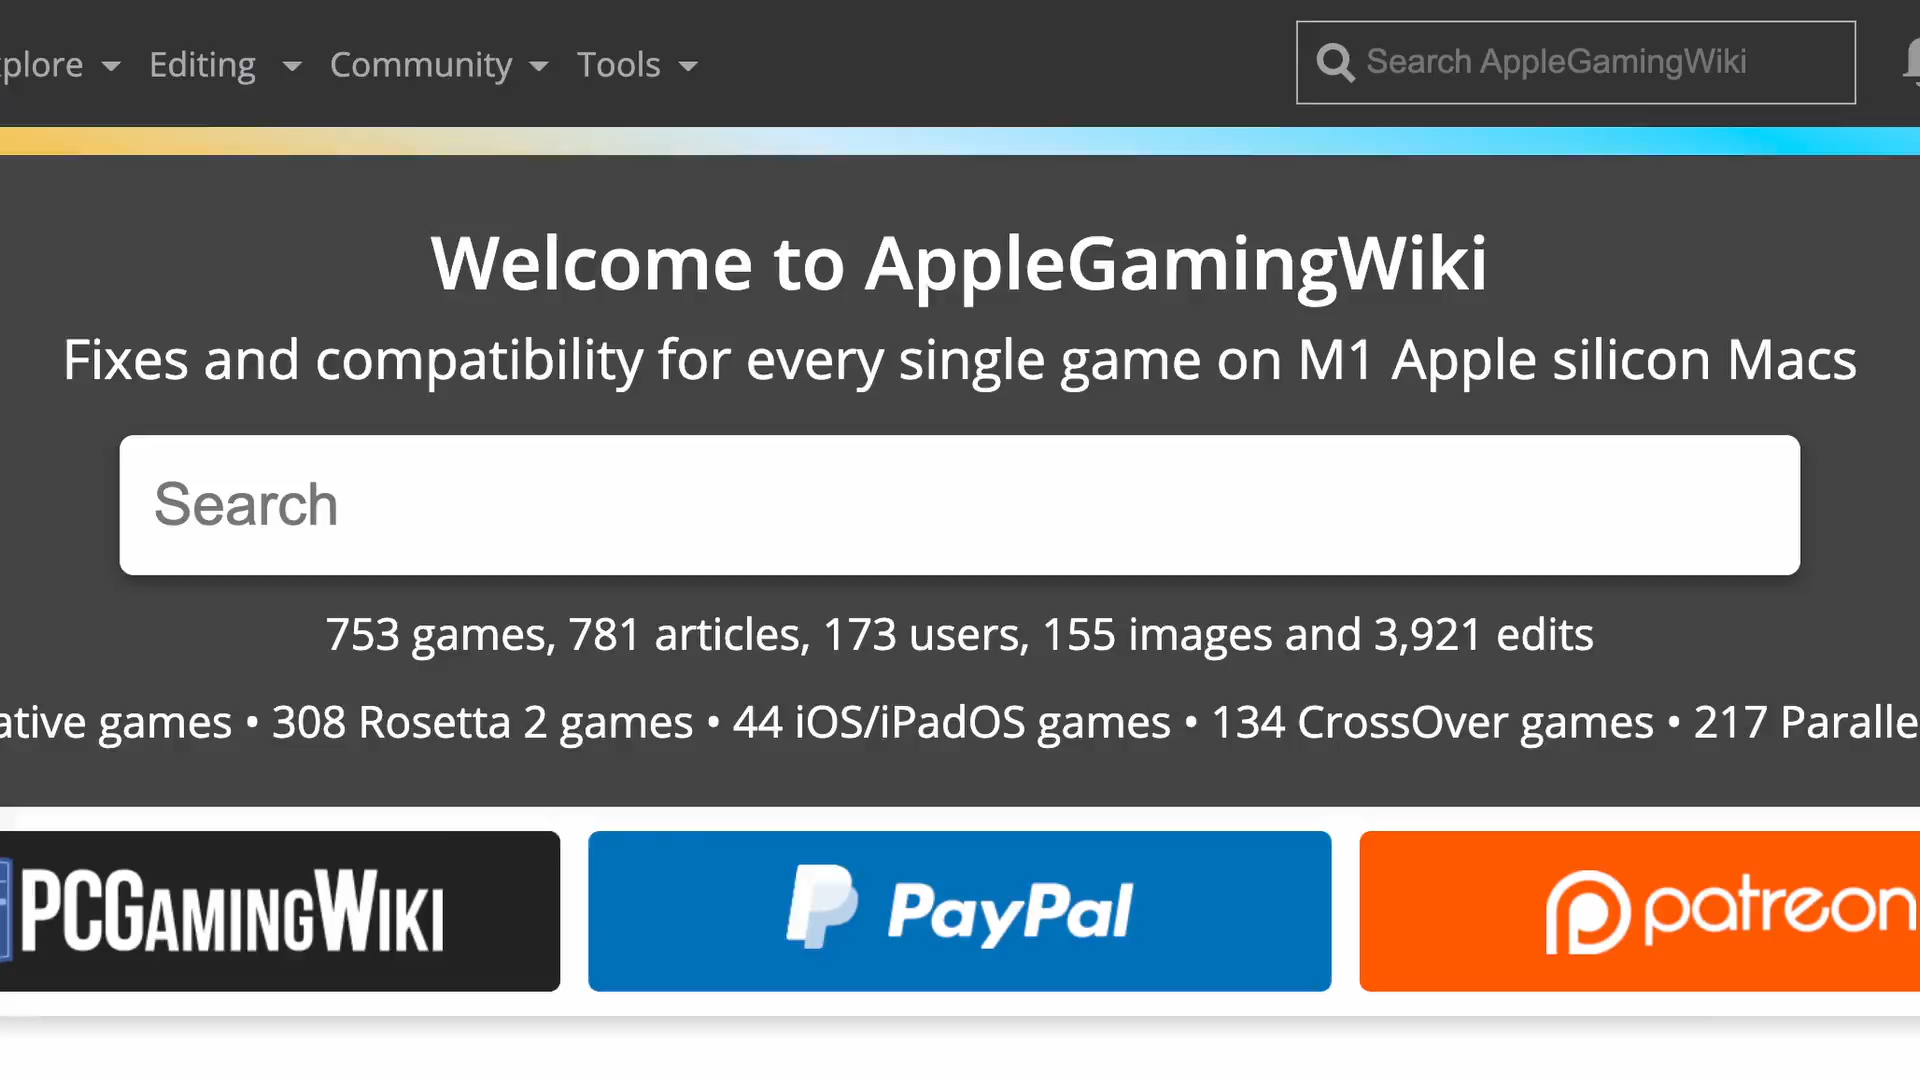 xplore Editing Community Tools Search AppleGamingWiki
Welcome to AppleGamingWiki
Fixes and compatibility for every single game on M1 Apple silicon Macs
Search
753 games, 781 articles, 173 users, 155 images and 3,921 edits
ative games • 308 Rosetta 2 games • 44 iOS/iPadOS games • 134 CrossOver games • 217 Paralle
PCGamingWiki PayPal patreon